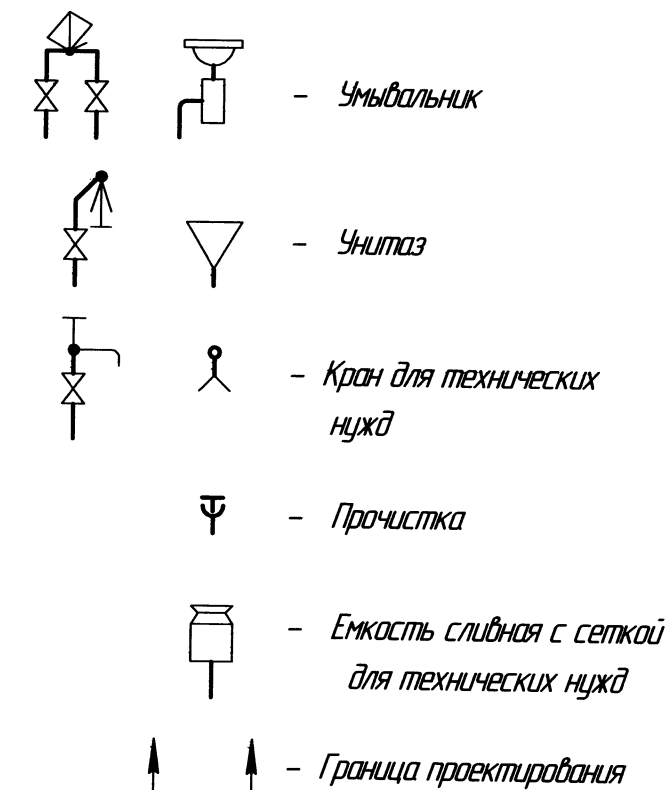 - Умывальник
- Унитаз
- Кран для технических
нужд
- Прочистка
- Емкость сливная с сеткой
для технических нужд
- Граница проектирования